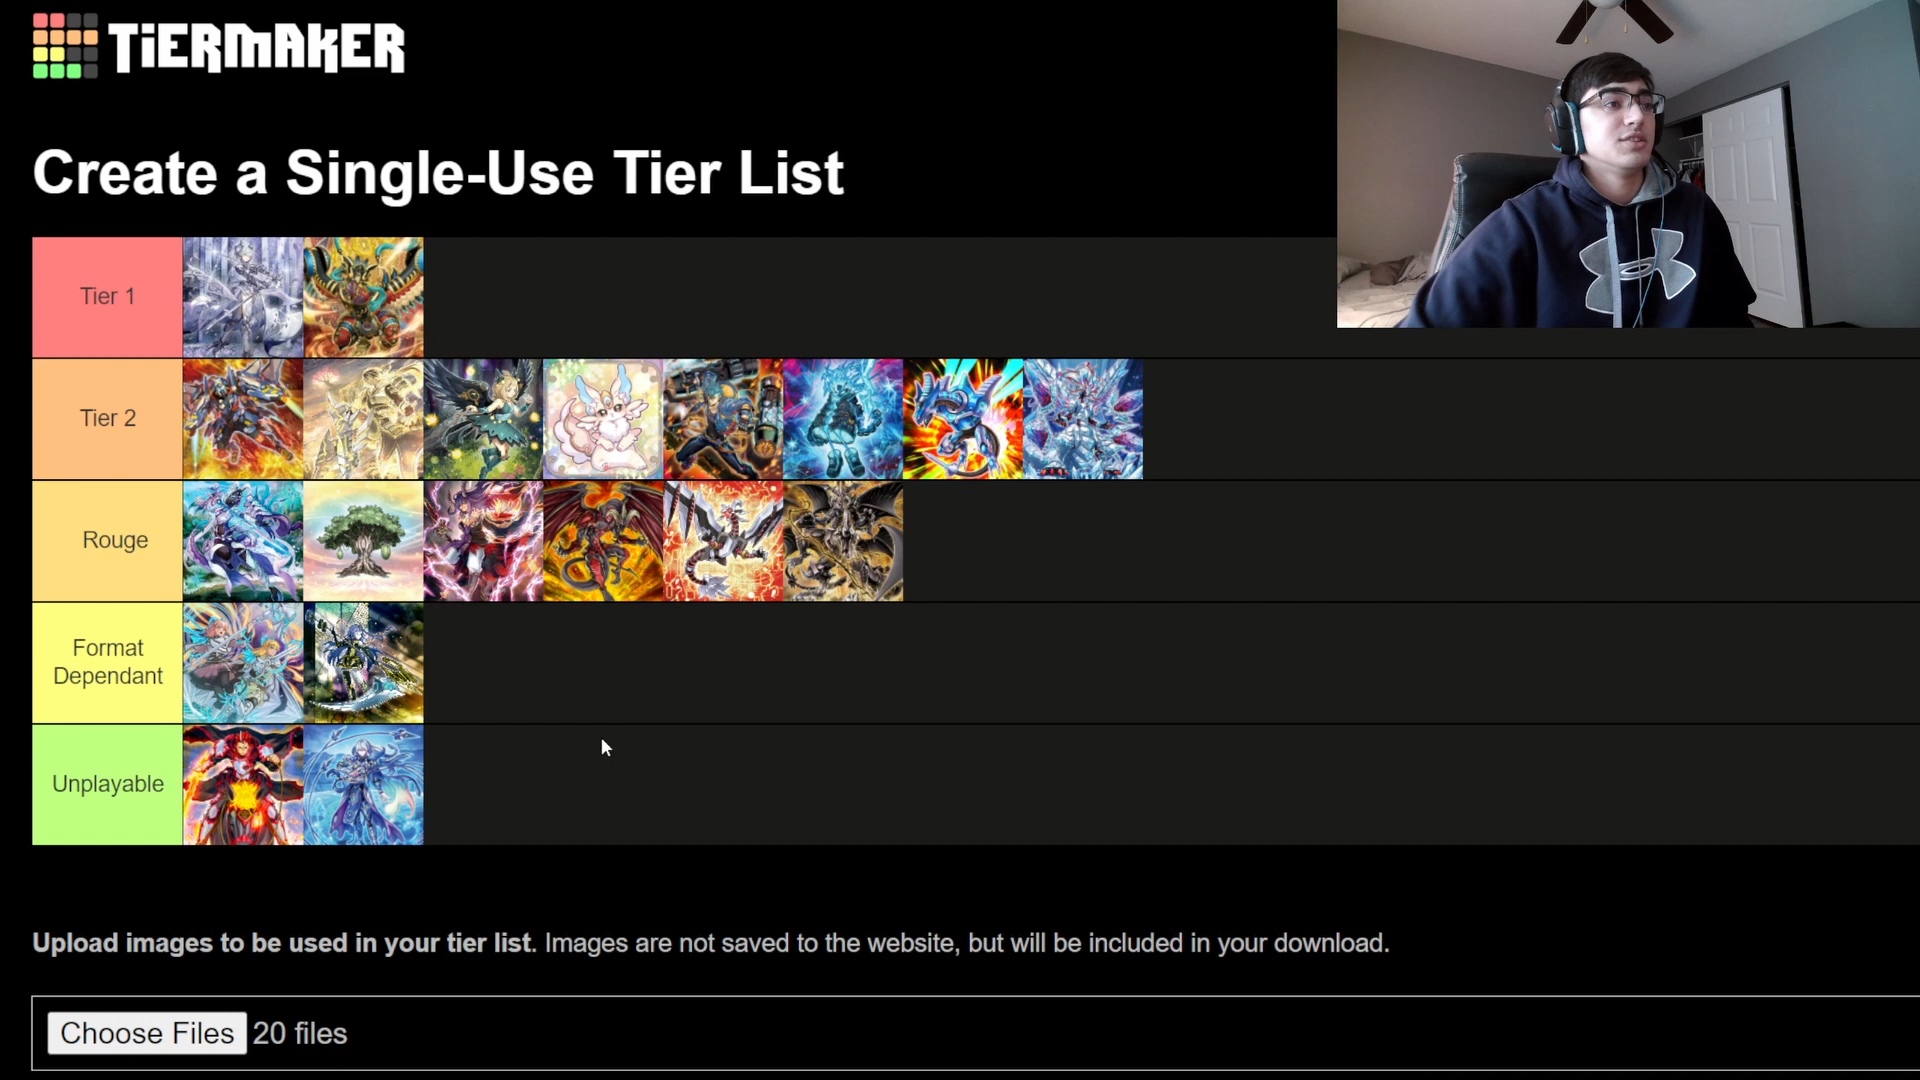 TiERMAKER
Create a Single-Use Tier List
Tier 1
Tier 2
Rouge
Format
Dependant
Unplayable
Upload images to be used in your tier list. Images are not saved to the website, but will be included in your download.
Choose Files 20 files